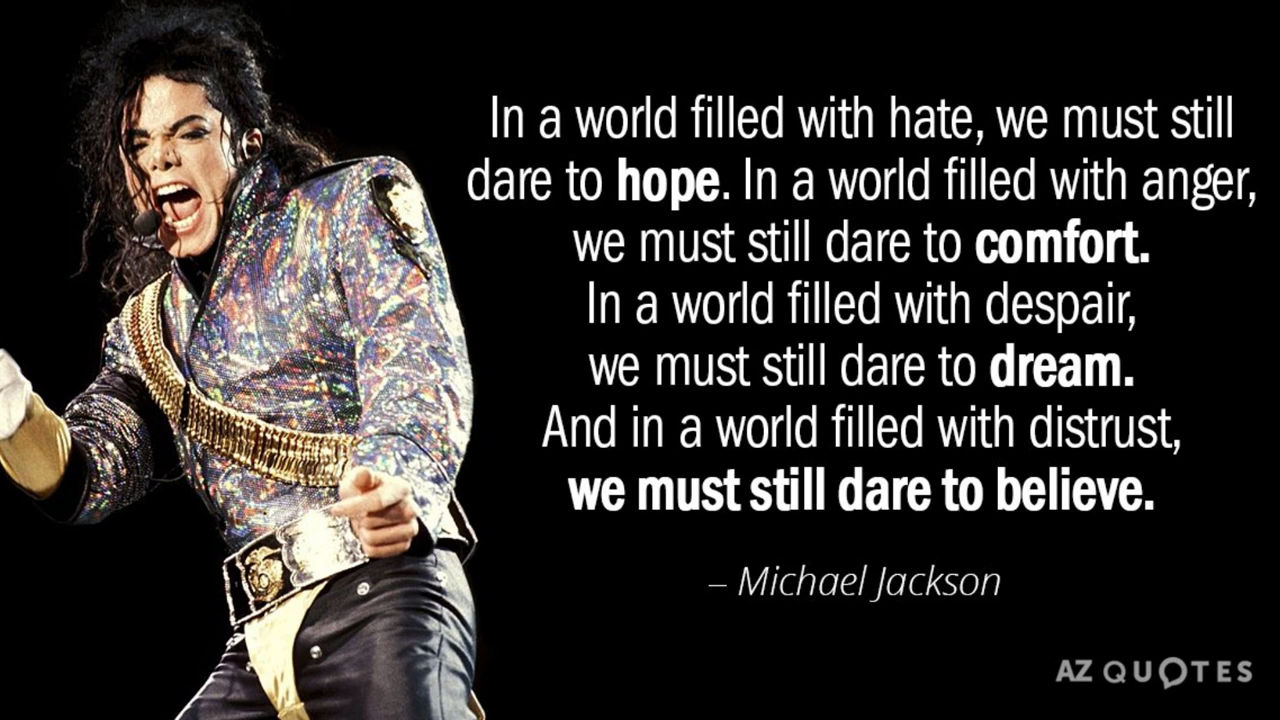 In a world filled with hate, we must still
dare to hope. In a world filled with anger,
we must still dare to comfort.
In a world filled with despair,
we must still dare to dream.
And in a world filled with distrust,
we must still dare to believe.
– Michael Jackson
AZ QUOTES